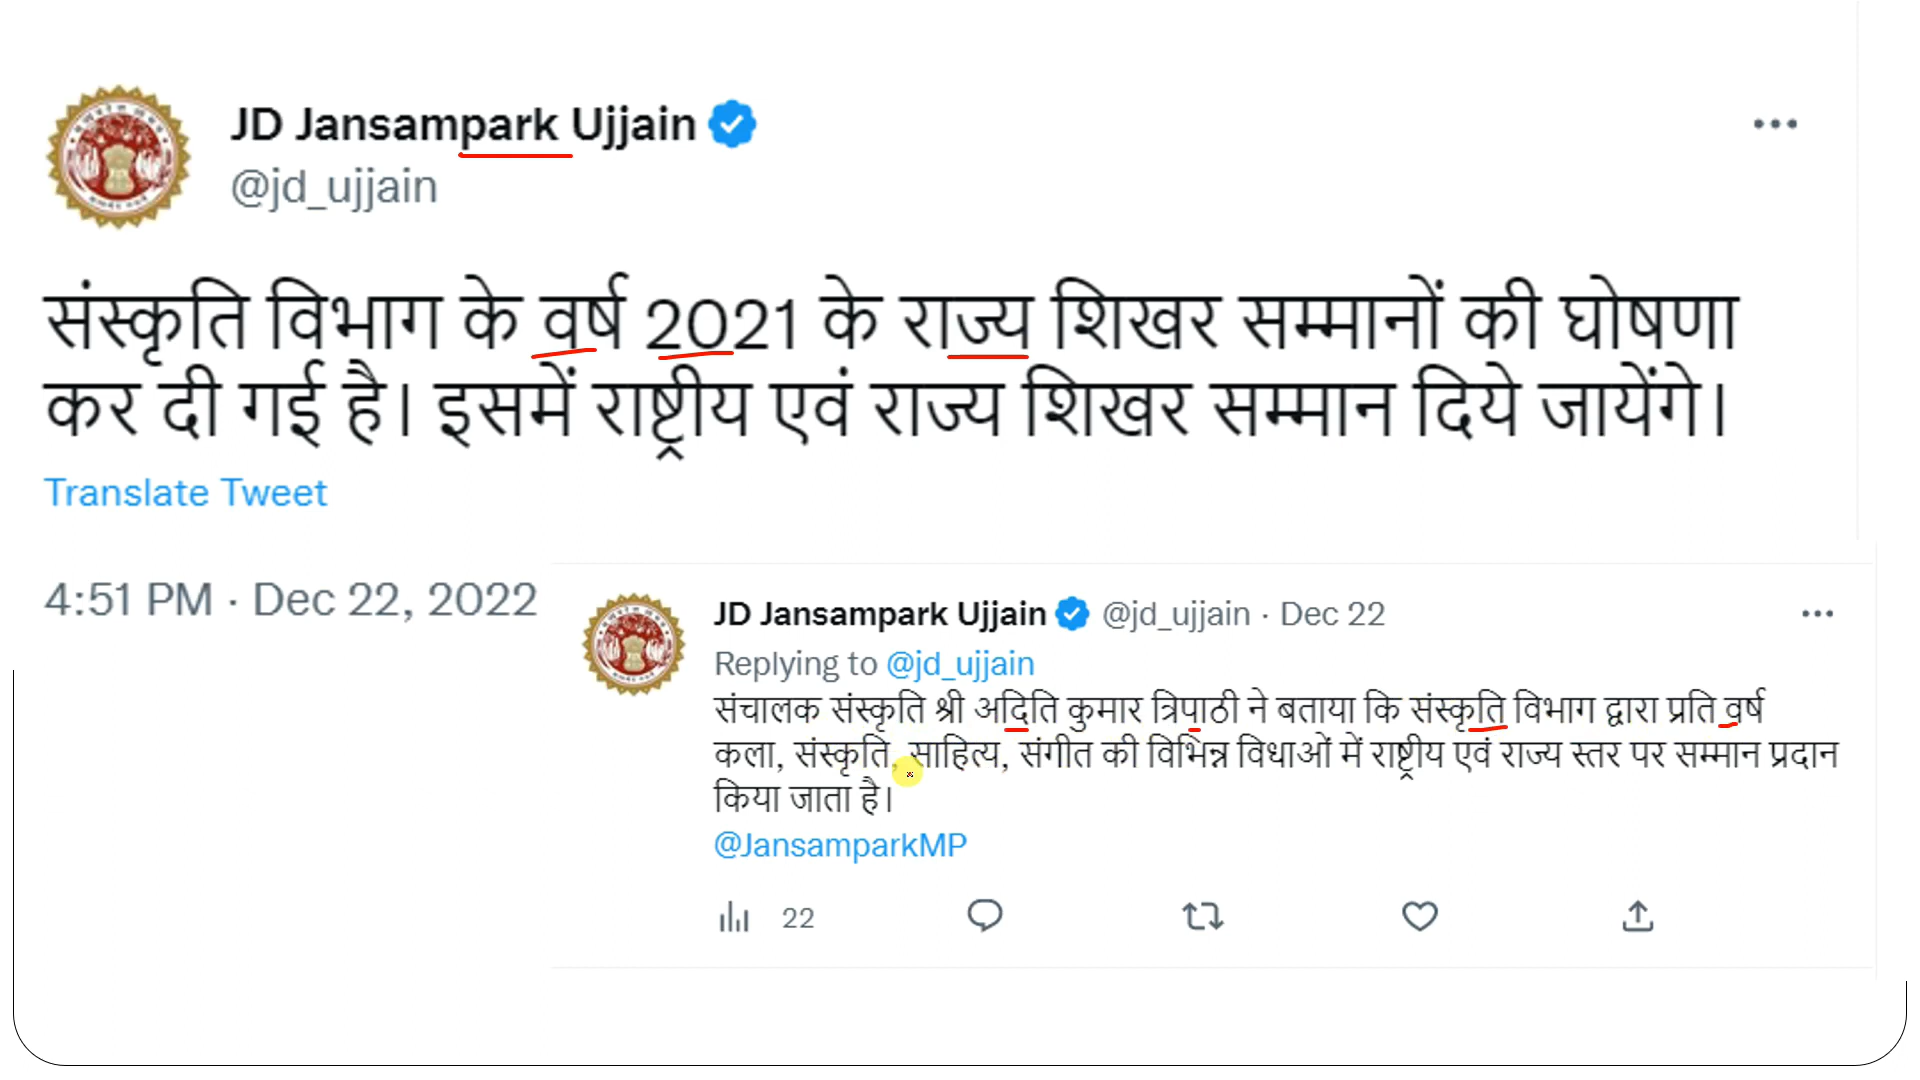 JD Jansampark Ujjain
@jd_ujjain
संस्कृति विभाग के वर्ष 2021 के राज्य शिखर सम्मानों की घोषणा
कर दी गई है। इसमें राष्ट्रीय एवं राज्य शिखर सम्मान दिये जायेंगे।
Translate Tweet
4:51 PM · Dec 22, 2022
JD Jansampark Ujjain @jd_ujjain · Dec 22
Replying to @jd_ujjain
संचालक संस्कृति श्री अदिति कुमार त्रिपाठी ने बताया कि संस्कृति विभाग द्वारा प्रति वर्ष
कला, संस्कृति, साहित्य, संगीत की विभिन्न विधाओं में राष्ट्रीय एवं राज्य स्तर पर सम्मान प्रदान
किया जाता है।
@JansamparkMP
22